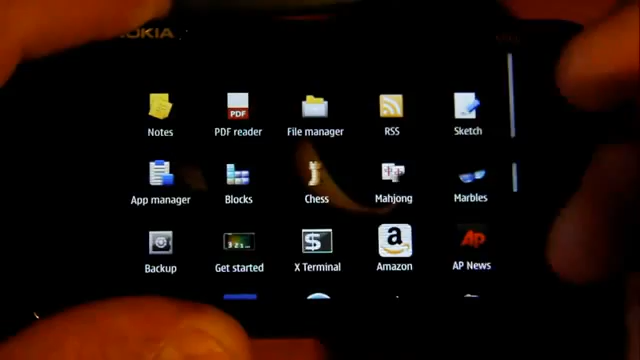 NOKIA
Notes PDF reader File manager RSS Sketch
PDF
App manager Blocks Chess Mahjong Marbles
Backup Get started X Terminal Amazon AP News
$
a
AP